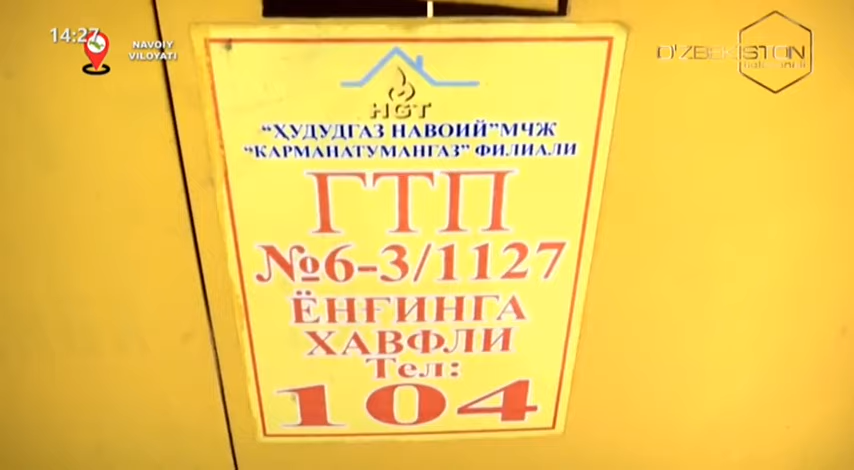 14:27
NAVOIY
VILOYATI
O'ZBEKISTON
HGT
“ҲУДУДГАЗ НАВОИЙ”МЧЖ
“КАРМАНАТУМАНГАЗ” ФИЛИАЛИ
ГТП
№6-3/1127
ЁНҒИНГА
ХАВФЛИ
Тел:
104